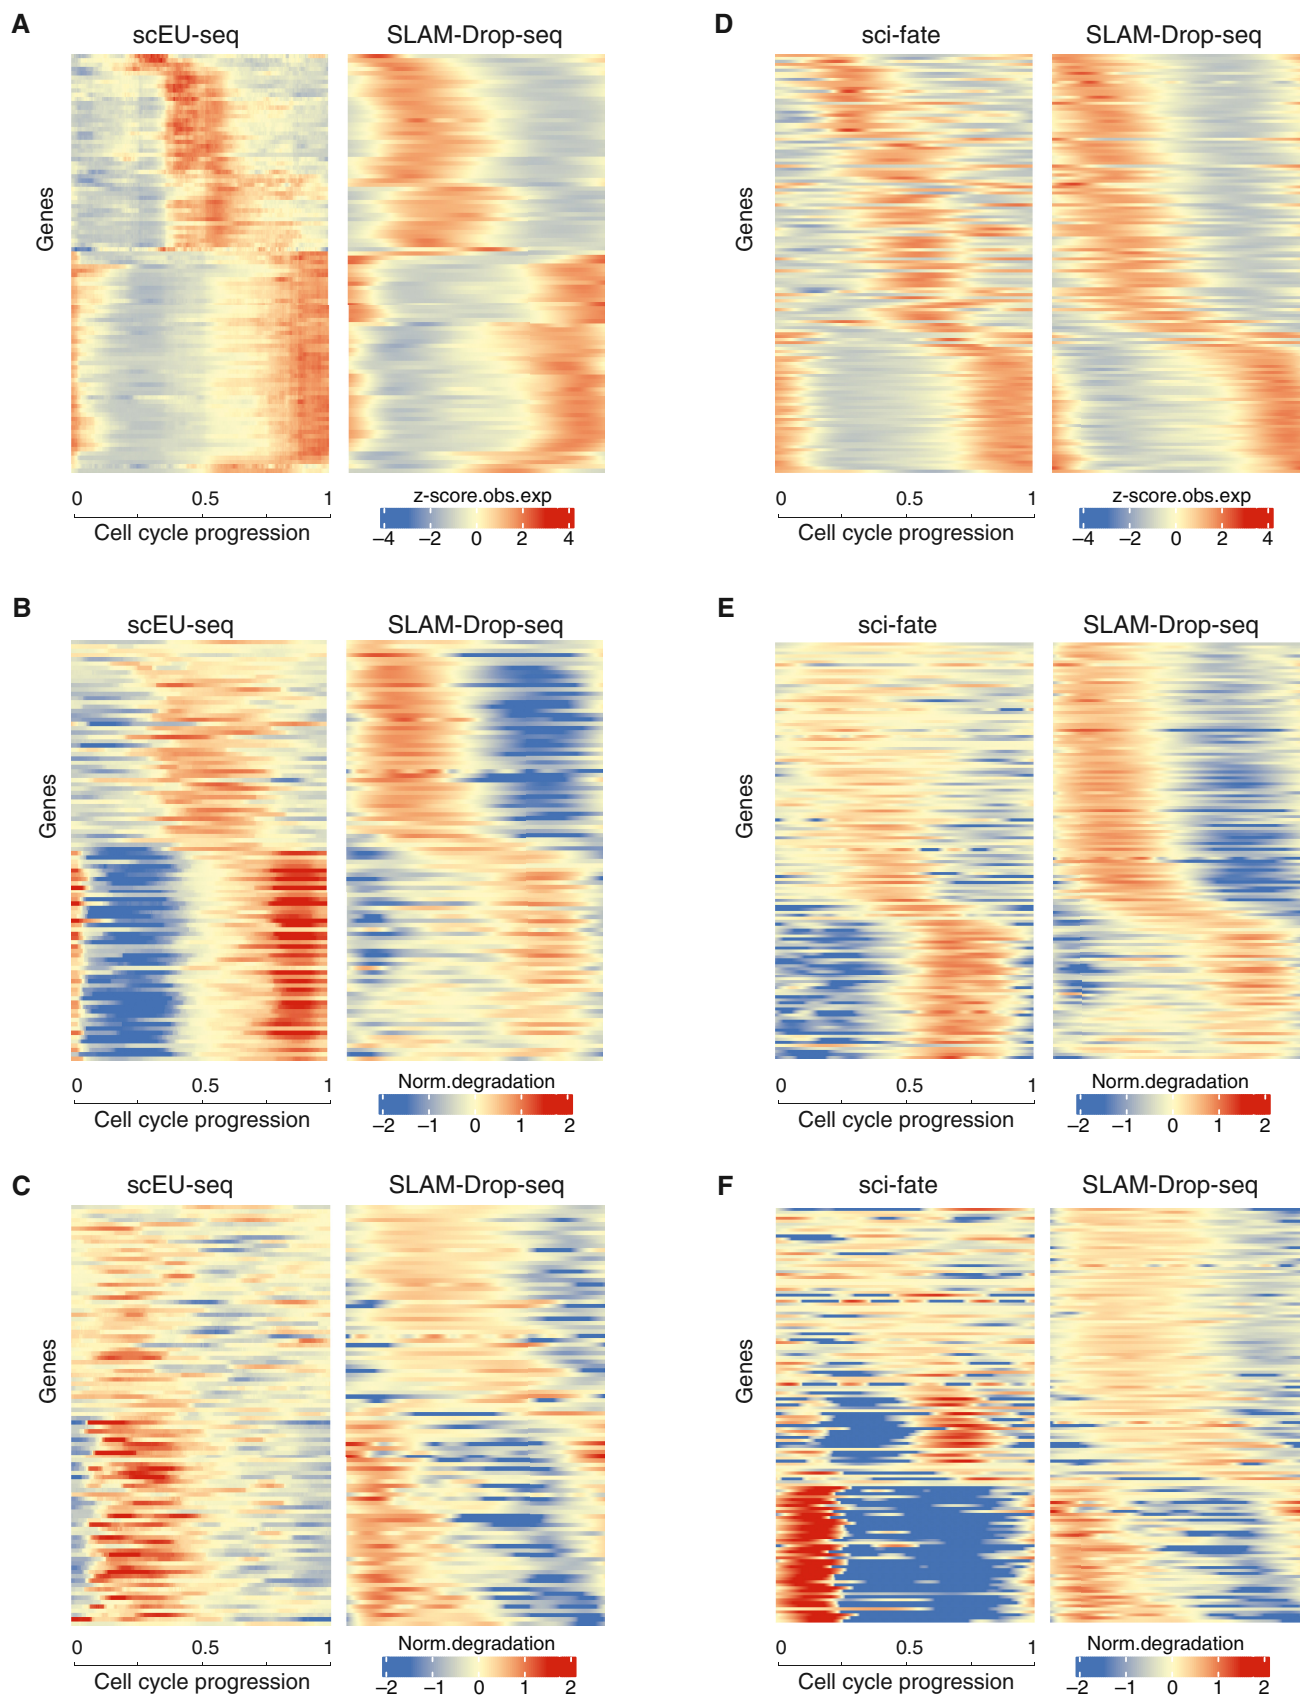 A
scEU-seq
SLAM-Drop-seq
Genes
0 0.5 1
Cell cycle progression
z-score.obs.exp
−4 −2 0 2 4
B
scEU-seq
SLAM-Drop-seq
Genes
0 0.5 1
Cell cycle progression
Norm.degradation
−2 −1 0 1 2
C
scEU-seq
SLAM-Drop-seq
Genes
0 0.5 1
Cell cycle progression
Norm.degradation
−2 −1 0 1 2
D
sci-fate
SLAM-Drop-seq
Genes
0 0.5 1
Cell cycle progression
z-score.obs.exp
−4 −2 0 2 4
E
sci-fate
SLAM-Drop-seq
Genes
0 0.5 1
Cell cycle progression
Norm.degradation
−2 −1 0 1 2
F
sci-fate
SLAM-Drop-seq
Genes
0 0.5 1
Cell cycle progression
Norm.degradation
−2 −1 0 1 2